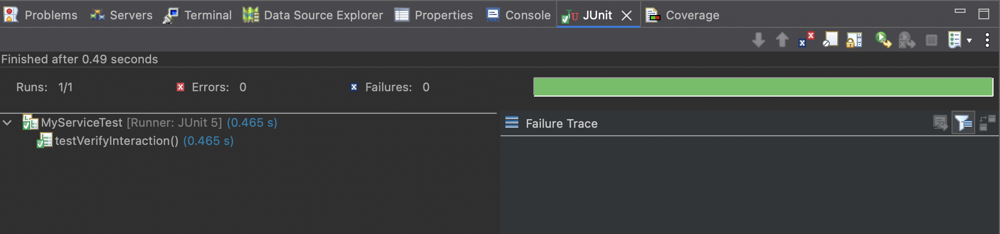 Problems Servers Terminal Data Source Explorer Properties Console JUnit Coverage
Finished after 0.49 seconds
Runs: 1/1 Errors: 0 Failures: 0
MyServiceTest [Runner: JUnit 5] (0.465 s)
Failure Trace
testVerifyInteraction() (0.465 s)